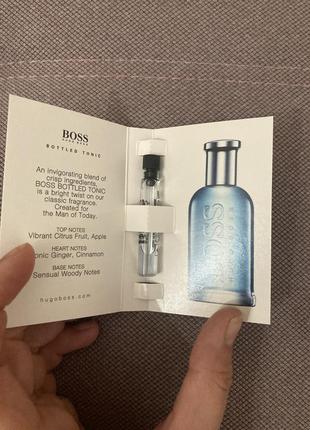 BOSS
HUGO BOSS
BOTTLED TONIC
An invigorating blend of
crisp ingredients,
BOSS BOTTLED TONIC
is a bright twist on our
classic fragrance.
Created for
the Man of Today.
TOP NOTES
Vibrant Citrus Fruit, Apple
HEART NOTES
onic Ginger, Cinnamon
BASE NOTES
Sensual Woody Notes
hugoboss.com
BOSS